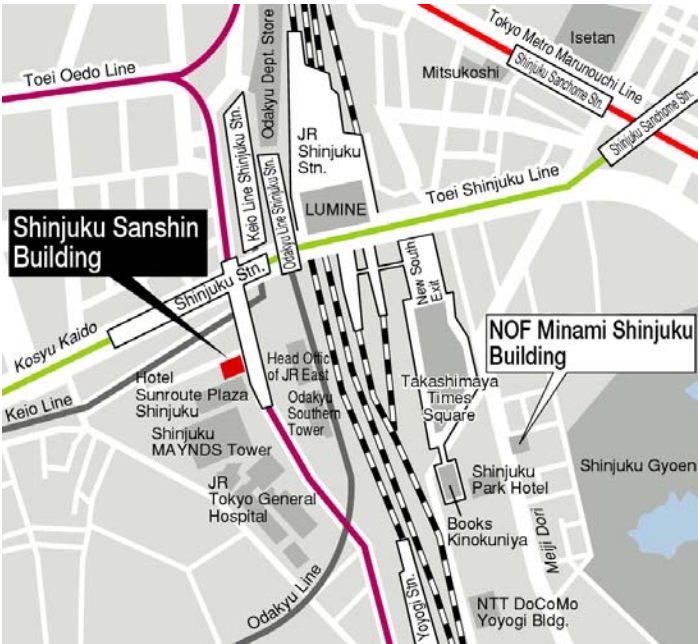 Toei Oedo Line
Odakyu Dept. Store
Tokyo Metro Marunouchi Line
Isetan
Mitsukoshi
Shinjuku Sanchome Stn.
Shinjuku Sanchome Stn.
JR
Shinjuku
Stn.
Keio Line Shinjuku Stn.
Odakyu Line Shinjuku Stn.
LUMINE
Toei Shinjuku Line
Shinjuku Sanshin
Building
Shinjuku Stn.
New South
Exit
Kosyu Kaido
NOF Minami Shinjuku
Building
Keio Line
Hotel
Sunroute Plaza
Shinjuku
Head Offic
of JR East
Odakyu
Southern
Tower
Takashimaya
Times
Square
Shinjuku
MAYNDS Tower
JR
Tokyo General
Hospital
Shinjuku
Park Hotel
Shinjuku Gyoen
Books
Kinokuniya
Meiji Dori
Odakyu Line
Yoyogi Stn.
NTT DoCoMo
Yoyogi Bldg.